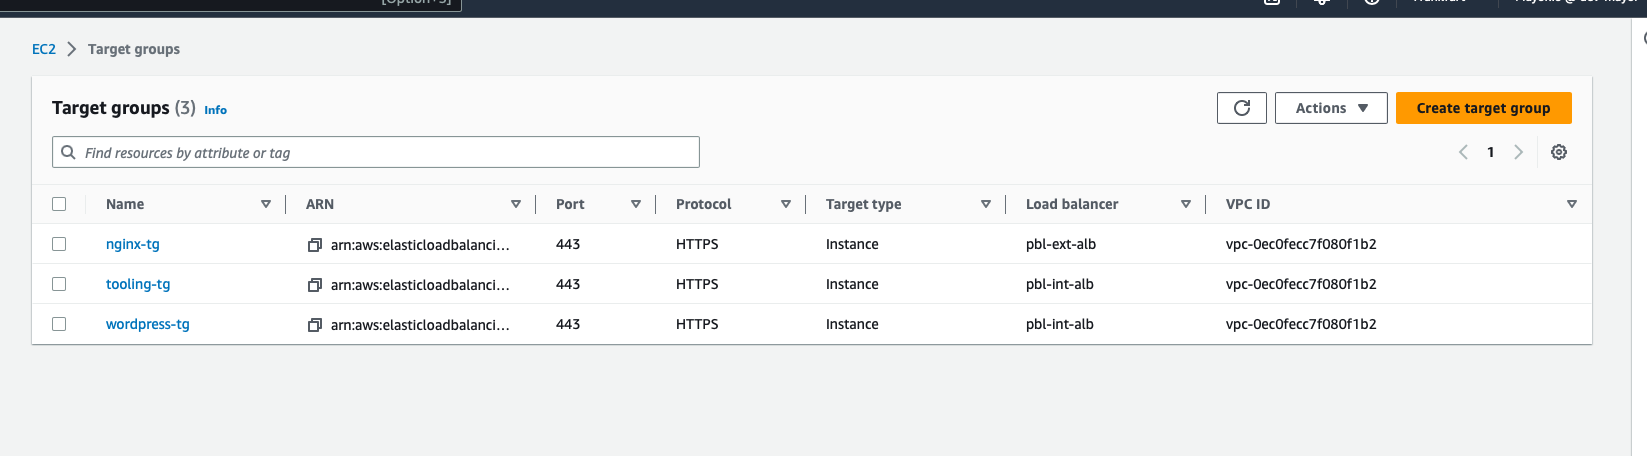 [Option+S]
EC2 > Target groups
Target groups (3) Info
Actions
Create target group
Find resources by attribute or tag
1
Name ARN Port Protocol Target type Load balancer VPC ID
nginx-tg arn:aws:elasticloadbalanci... 443 HTTPS Instance pbl-ext-alb vpc-0ec0fecc7f080f1b2
tooling-tg arn:aws:elasticloadbalanci... 443 HTTPS Instance pbl-int-alb vpc-0ec0fecc7f080f1b2
wordpress-tg arn:aws:elasticloadbalanci... 443 HTTPS Instance pbl-int-alb vpc-0ec0fecc7f080f1b2